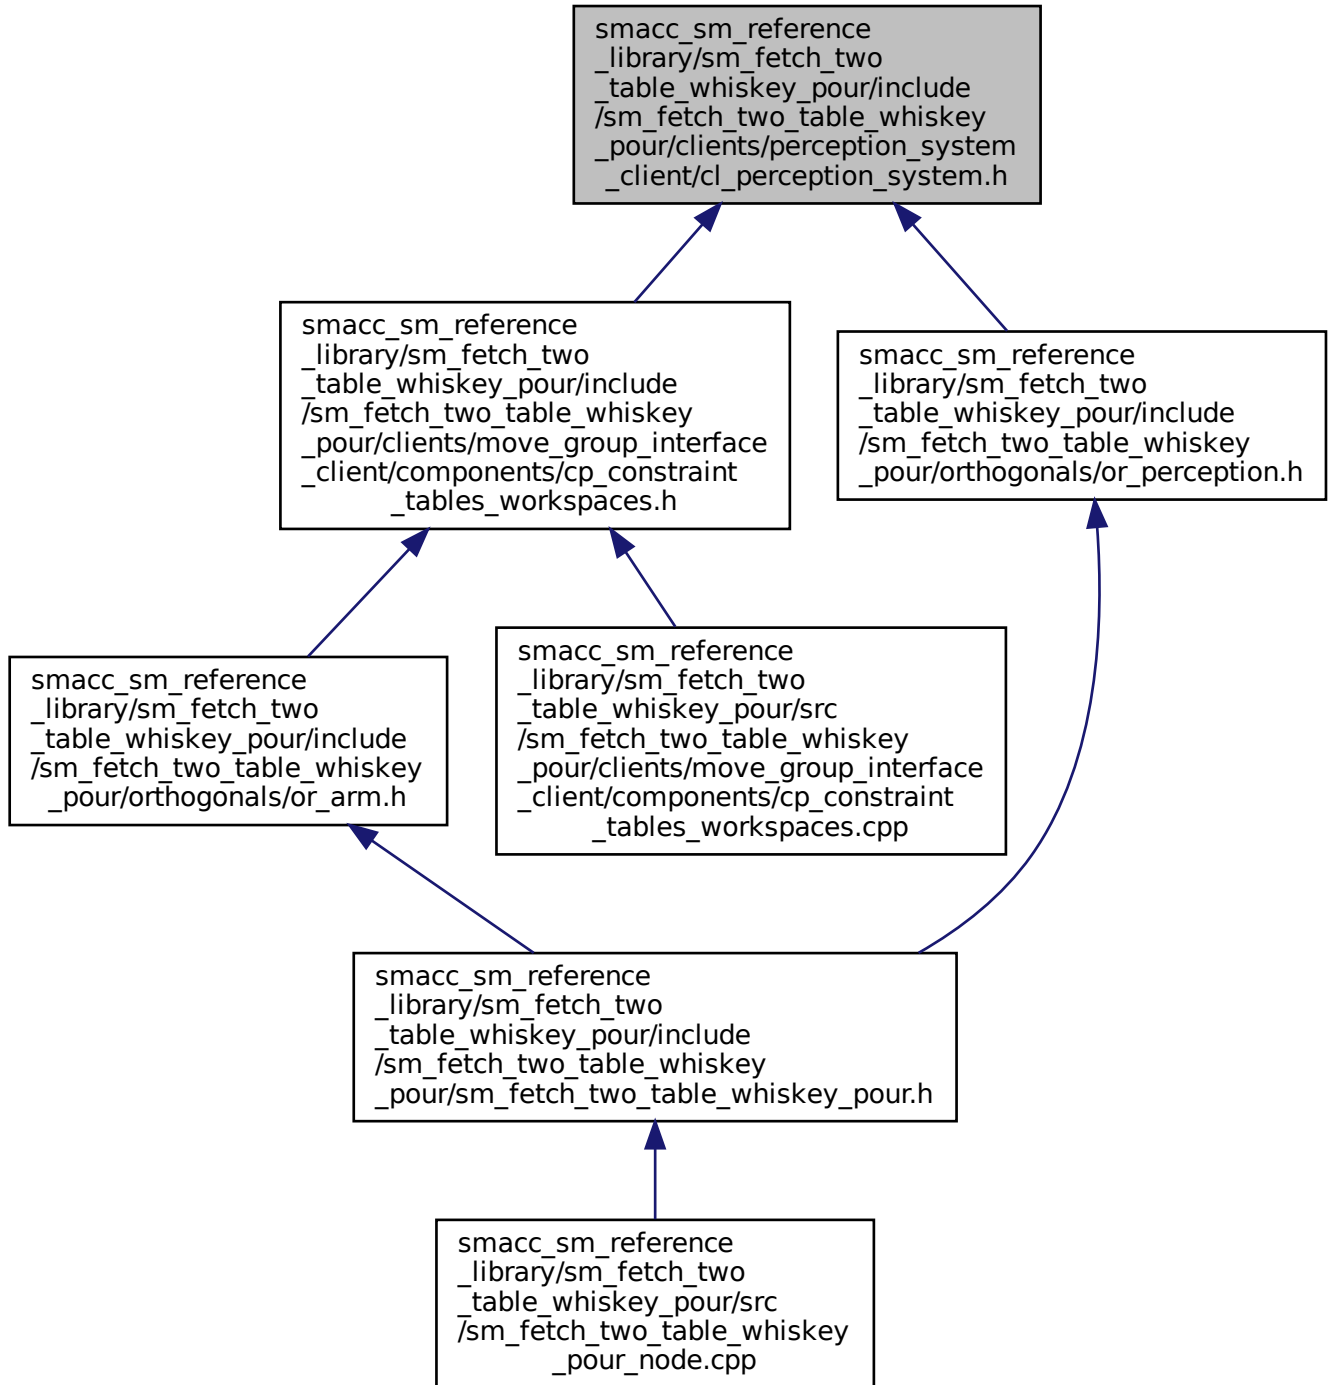 smacc_sm_reference
_library/sm_fetch_two
_table_whiskey_pour/include
/sm_fetch_two_table_whiskey
_pour/clients/perception_system
_client/cl_perception_system.h
smacc_sm_reference
_library/sm_fetch_two
_table_whiskey_pour/include
/sm_fetch_two_table_whiskey
_pour/clients/move_group_interface
_client/components/cp_constraint
_tables_workspaces.h
smacc_sm_reference
_library/sm_fetch_two
_table_whiskey_pour/include
/sm_fetch_two_table_whiskey
_pour/orthogonals/or_perception.h
smacc_sm_reference
_library/sm_fetch_two
_table_whiskey_pour/include
/sm_fetch_two_table_whiskey
_pour/orthogonals/or_arm.h
smacc_sm_reference
_library/sm_fetch_two
_table_whiskey_pour/src
/sm_fetch_two_table_whiskey
_pour/clients/move_group_interface
_client/components/cp_constraint
_tables_workspaces.cpp
smacc_sm_reference
_library/sm_fetch_two
_table_whiskey_pour/include
/sm_fetch_two_table_whiskey
_pour/sm_fetch_two_table_whiskey_pour.h
smacc_sm_reference
_library/sm_fetch_two
_table_whiskey_pour/src
/sm_fetch_two_table_whiskey
_pour_node.cpp